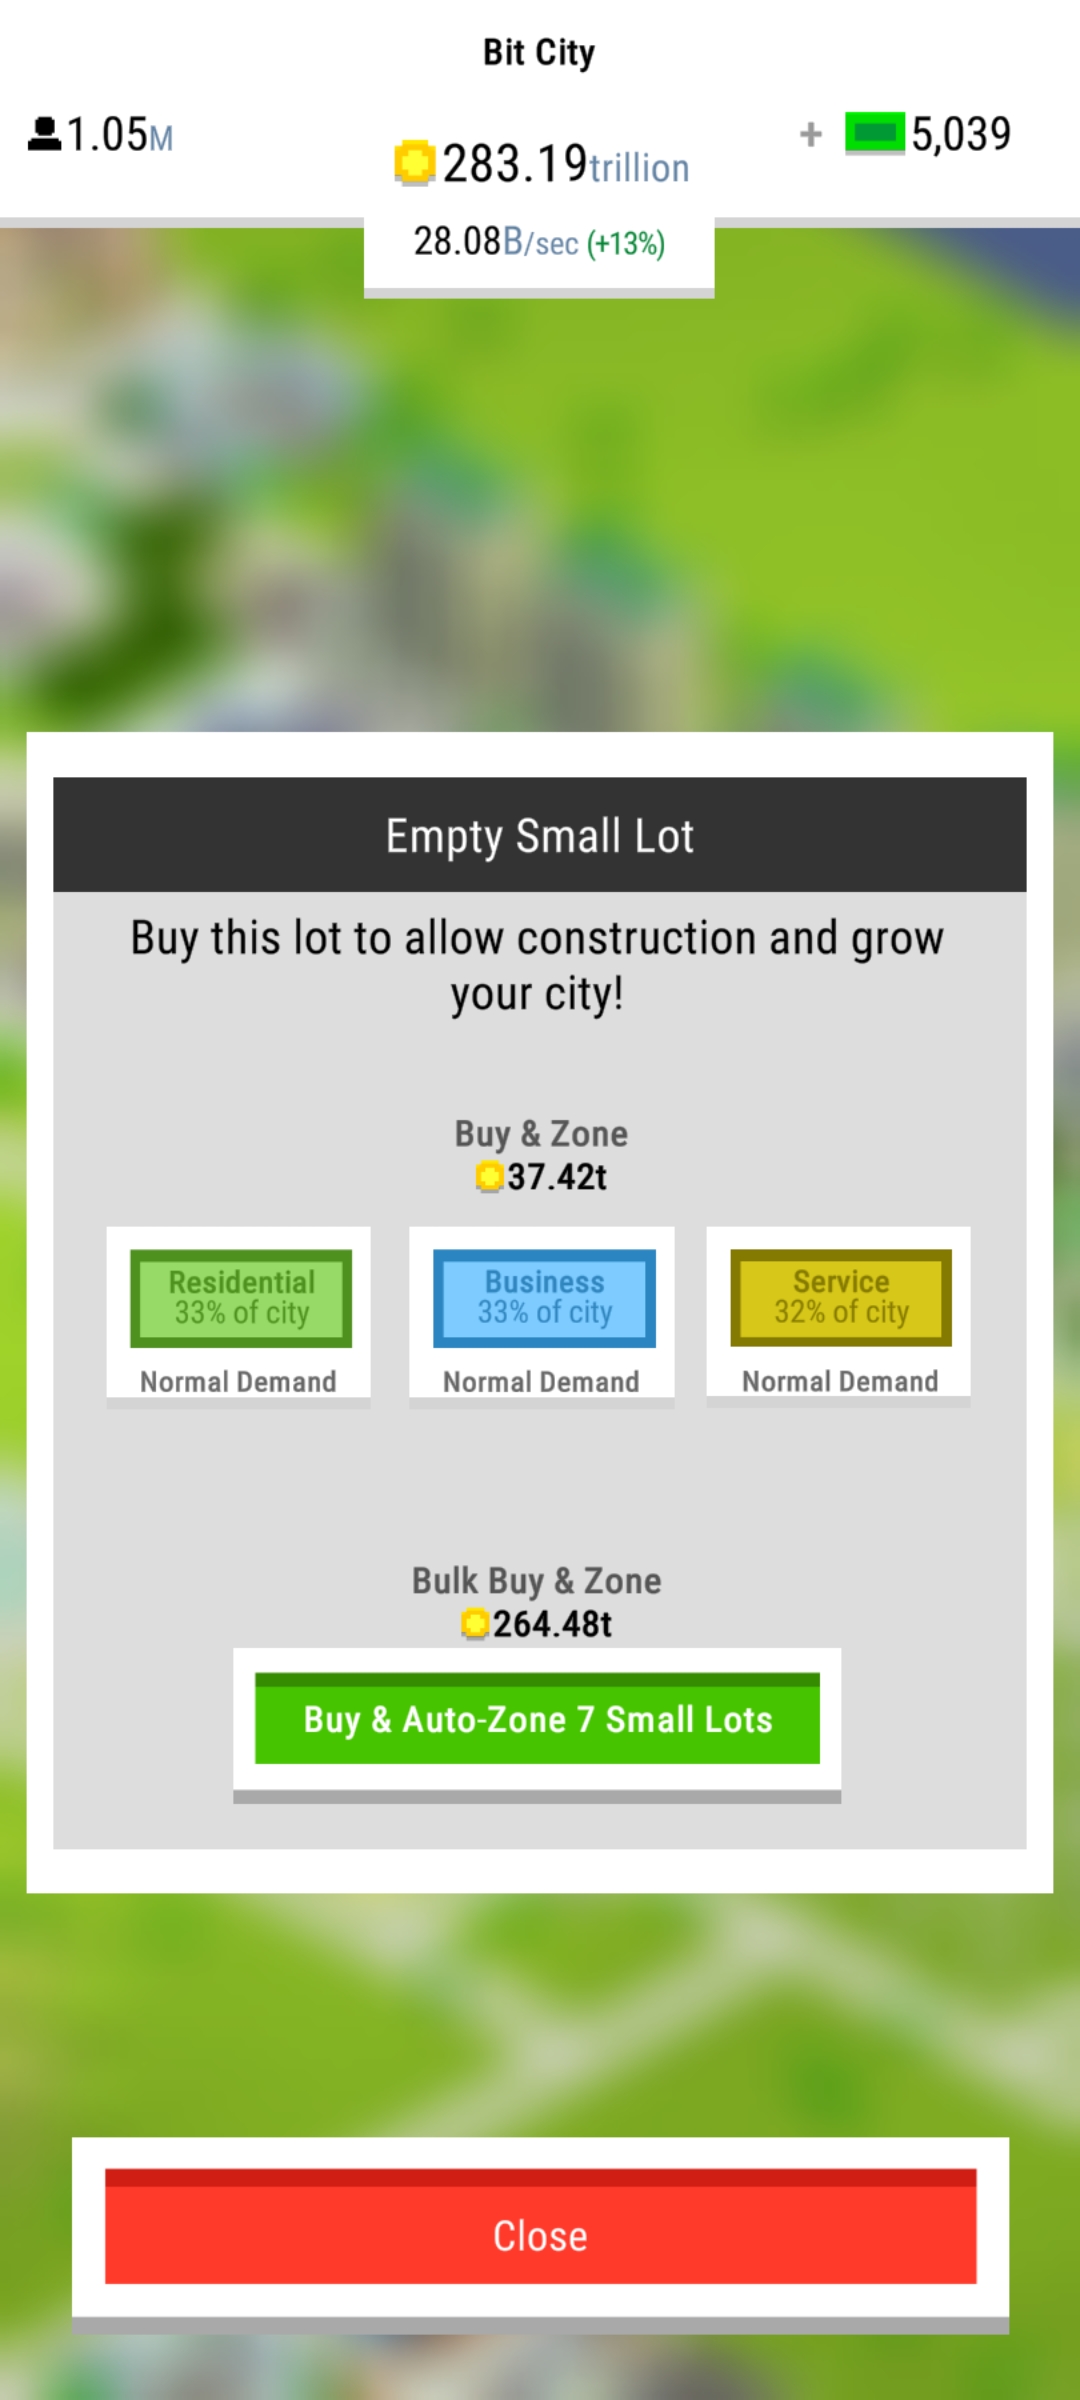 Bit City
1.05M
283.19trillion
+ 5,039
28.08B/sec (+13%)
Empty Small Lot
Buy this lot to allow construction and grow
your city!
Buy & Zone
37.42t
Residential
33% of city
Normal Demand
Business
33% of city
Normal Demand
Service
32% of city
Normal Demand
Bulk Buy & Zone
264.48t
Buy & Auto-Zone 7 Small Lots
Close